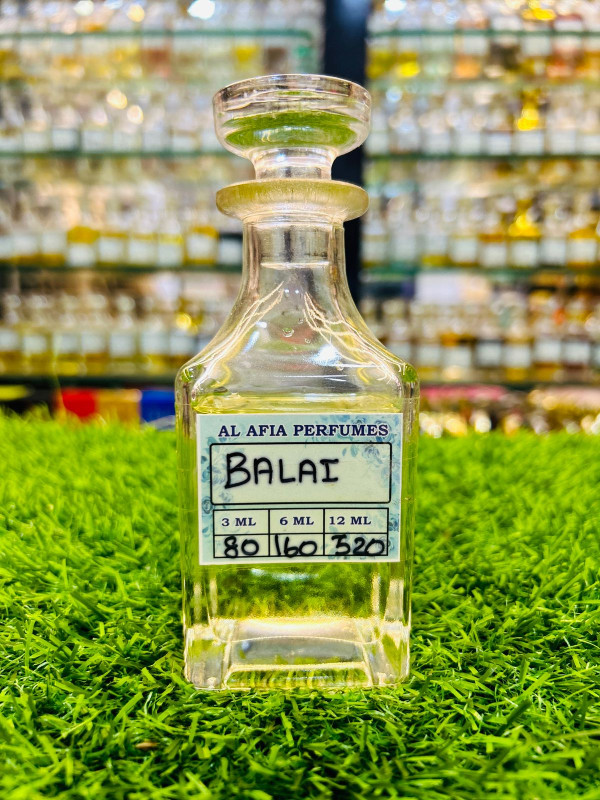 AL AFIA PERFUMES
BALAI
3 ML 6 ML 12 ML
80 160 320